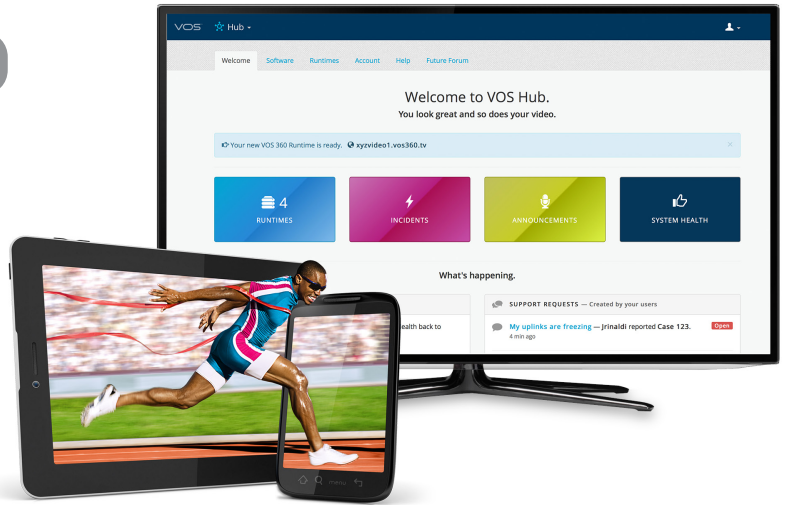 VOS Hub
Welcome Software Runtimes Account Help Future Forum
Welcome to VOS Hub.
You look great and so does your video.
Your new VOS 360 Runtime is ready. xyzvideo1.vos360.tv ×
4
RUNTIMES
INCIDENTS
ANNOUNCEMENTS
SYSTEM HEALTH
What's happening.
SUPPORT REQUESTS — Created by your users
ealth back to
My uplinks are freezing — Jrinaldi reported Case 123. Open
4 min ago
menu